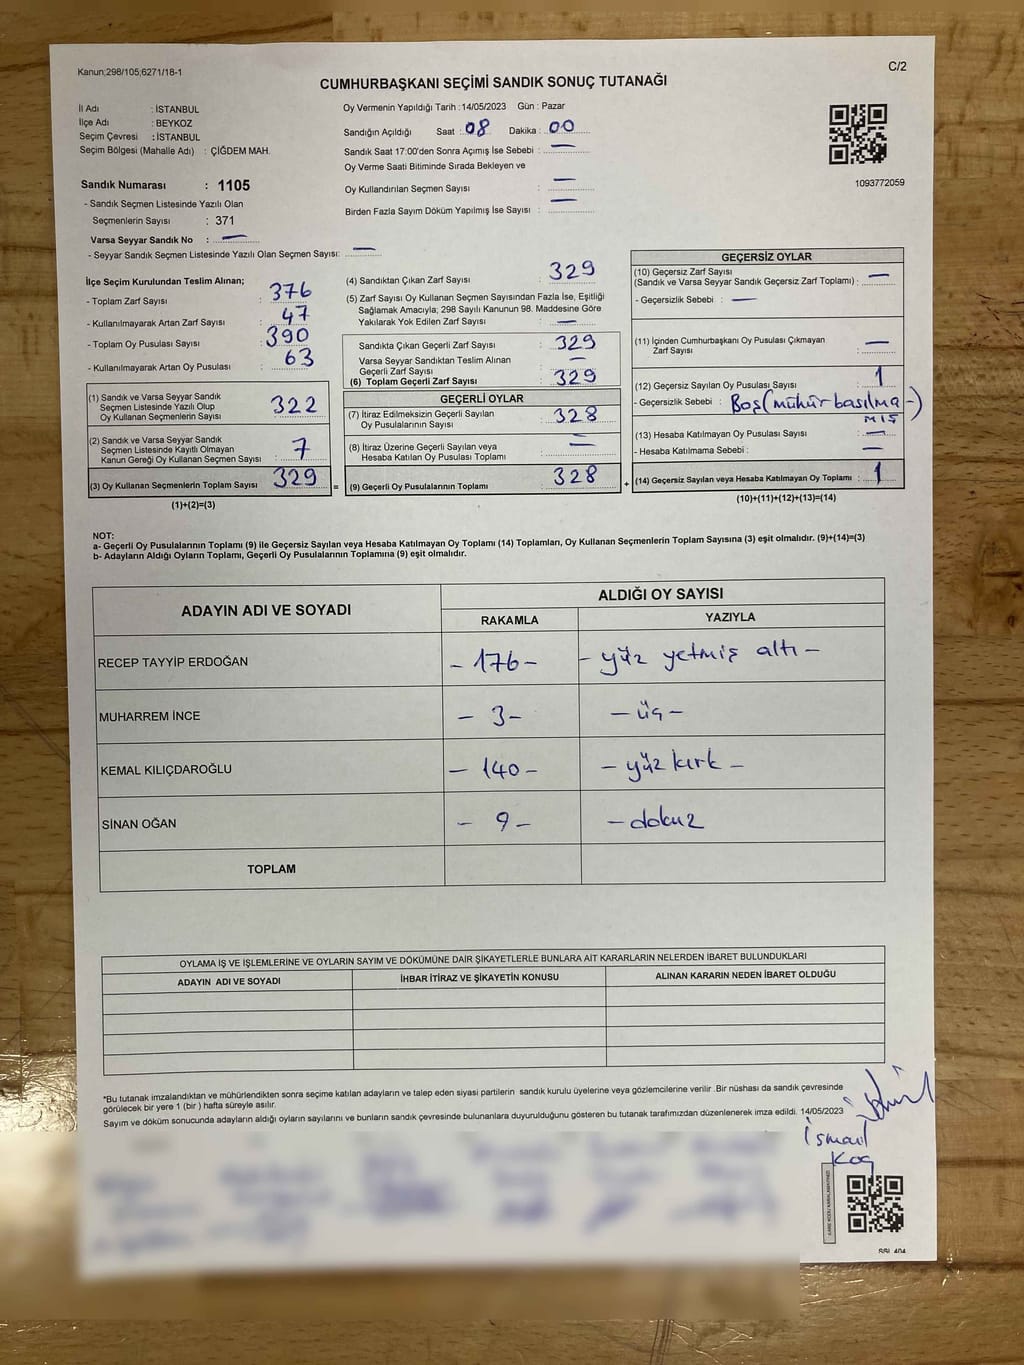 Kanun;298/105;6271/18-1
C/2
CUMHURBAŞKANI SEÇİMİ SANDIK SONUÇ TUTANAĞI
İl Adı : İSTANBUL
İlçe Adı : BEYKOZ
Seçim Çevresi : İSTANBUL
Seçim Bölgesi (Mahalle Adı) : ÇİĞDEM MAH.
Sandık Numarası : 1105
- Sandık Seçmen Listesinde Yazılı Olan
Seçmenlerin Sayısı : 371
Varsa Seyyar Sandık No : —
- Seyyar Sandık Seçmen Listesinde Yazılı Olan Seçmen Sayısı: —
Oy Vermenin Yapıldığı Tarih : 14/05/2023 Gün : Pazar
Sandığın Açıldığı Saat : 08 Dakika : 00
Sandık Saat 17:00'den Sonra Açımış İse Sebebi : —
Oy Verme Saati Bitiminde Sırada Bekleyen ve
Oy Kullandırılan Seçmen Sayısı : —
Birden Fazla Sayım Döküm Yapılmış İse Sayısı : —
1093772059
İlçe Seçim Kurulundan Teslim Alınan;
- Toplam Zarf Sayısı : 376
- Kullanılmayarak Artan Zarf Sayısı : 47
- Toplam Oy Pusulası Sayısı : 390
- Kullanılmayarak Artan Oy Pusulası : 63
(1) Sandık ve Varsa Seyyar Sandık
Seçmen Listesinde Yazılı Olup
Oy Kullanan Seçmenlerin Sayısı : 322
(2) Sandık ve Varsa Seyyar Sandık
Seçmen Listesinde Kayıtlı Olmayan
Kanun Gereği Oy Kullanan Seçmen Sayısı : 7
(3) Oy Kullanan Seçmenlerin Toplam Sayısı : 329 =
(1)+(2)=(3)
(4) Sandıktan Çıkan Zarf Sayısı : 329
(5) Zarf Sayısı Oy Kullanan Seçmen Sayısından Fazla İse, Eşitliği
Sağlamak Amacıyla; 298 Sayılı Kanunun 98. Maddesine Göre
Yakılarak Yok Edilen Zarf Sayısı : —
Sandıkta Çıkan Geçerli Zarf Sayısı : 329
Varsa Seyyar Sandıktan Teslim Alınan
Geçerli Zarf Sayısı : —
(6) Toplam Geçerli Zarf Sayısı : 329
GEÇERLİ OYLAR
(7) İtiraz Edilmeksizin Geçerli Sayılan
Oy Pusulalarının Sayısı : 328
(8) İtiraz Üzerine Geçerli Sayılan veya
Hesaba Katılan Oy Pusulası Toplamı : —
(9) Geçerli Oy Pusulalarının Toplamı : 328 +
GEÇERSİZ OYLAR
(10) Geçersiz Zarf Sayısı
(Sandık ve Varsa Seyyar Sandık Geçersiz Zarf Toplamı) : —
- Geçersizlik Sebebi : —
(11) İçinden Cumhurbaşkanı Oy Pusulası Çıkmayan
Zarf Sayısı : —
(12) Geçersiz Sayılan Oy Pusulası Sayısı : 1
- Geçersizlik Sebebi : Boş (mühür basılma-)
mış
(13) Hesaba Katılmayan Oy Pusulası Sayısı : —
- Hesaba Katılmama Sebebi : —
(14) Geçersiz Sayılan veya Hesaba Katılmayan Oy Toplamı : 1
(10)+(11)+(12)+(13)=(14)
NOT:
a- Geçerli Oy Pusulalarının Toplamı (9) ile Geçersiz Sayılan veya Hesaba Katılmayan Oy Toplamı (14) Toplamları, Oy Kullanan Seçmenlerin Toplam Sayısına (3) eşit olmalıdır. (9)+(14)=(3)
b- Adayların Aldığı Oyların Toplamı, Geçerli Oy Pusulalarının Toplamına (9) eşit olmalıdır.
ADAYIN ADI VE SOYADI
ALDIĞI OY SAYISI
RAKAMLA YAZIYLA
RECEP TAYYİP ERDOĞAN - 176 - - yüz yetmiş altı -
MUHARREM İNCE - 3 - - üç -
KEMAL KILIÇDAROĞLU - 140 - - yüz kırk -
SİNAN OĞAN - 9 - - dokuz
TOPLAM
OYLAMA İŞ VE İŞLEMLERİNE VE OYLARIN SAYIM VE DÖKÜMÜNE DAİR ŞİKAYETLERLE BUNLARA AİT KARARLARIN NELERDEN İBARET BULUNDUKLARI
ADAYIN ADI VE SOYADI İHBAR İTİRAZ VE ŞİKAYETİN KONUSU ALINAN KARARIN NEDEN İBARET OLDUĞU
*Bu tutanak imzalandıktan ve mühürlendikten sonra seçime katılan adayların ve talep eden siyasi partilerin sandık kurulu üyelerine veya gözlemcilerine verilir .Bir nüshası da sandık çevresinde
görülecek bir yere 1 (bir ) hafta süreyle asılır.
Sayım ve döküm sonucunda adayların aldığı oyların sayılarını ve bunların sandık çevresinde bulunanlara duyurulduğunu gösteren bu tutanak tarafımızdan düzenlenerek imza edildi. 14/05/2023
İsmail
Koç